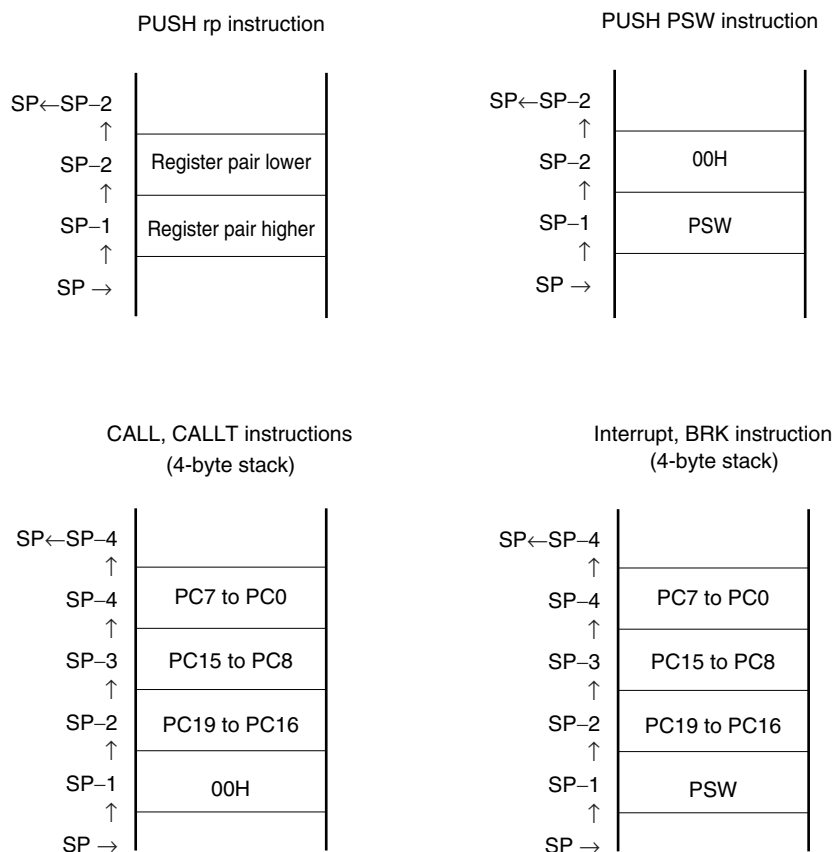 PUSH rp instruction
SP←SP–2
↑
SP–2
Register pair lower
↑
SP–1
Register pair higher
↑
SP →
PUSH PSW instruction
SP←SP–2
↑
SP–2
00H
↑
SP–1
PSW
↑
SP →
CALL, CALLT instructions
(4-byte stack)
SP←SP–4
↑
SP–4
PC7 to PC0
↑
SP–3
PC15 to PC8
↑
SP–2
PC19 to PC16
↑
SP–1
00H
↑
SP →
Interrupt, BRK instruction
(4-byte stack)
SP←SP–4
↑
SP–4
PC7 to PC0
↑
SP–3
PC15 to PC8
↑
SP–2
PC19 to PC16
↑
SP–1
PSW
↑
SP →